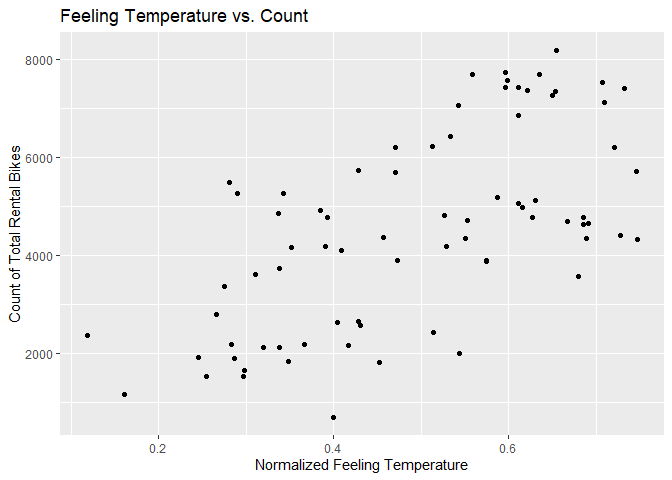 Feeling Temperature vs. Count
Count of Total Rental Bikes
8000
6000
4000
2000
0.2
0.4
0.6
Normalized Feeling Temperature